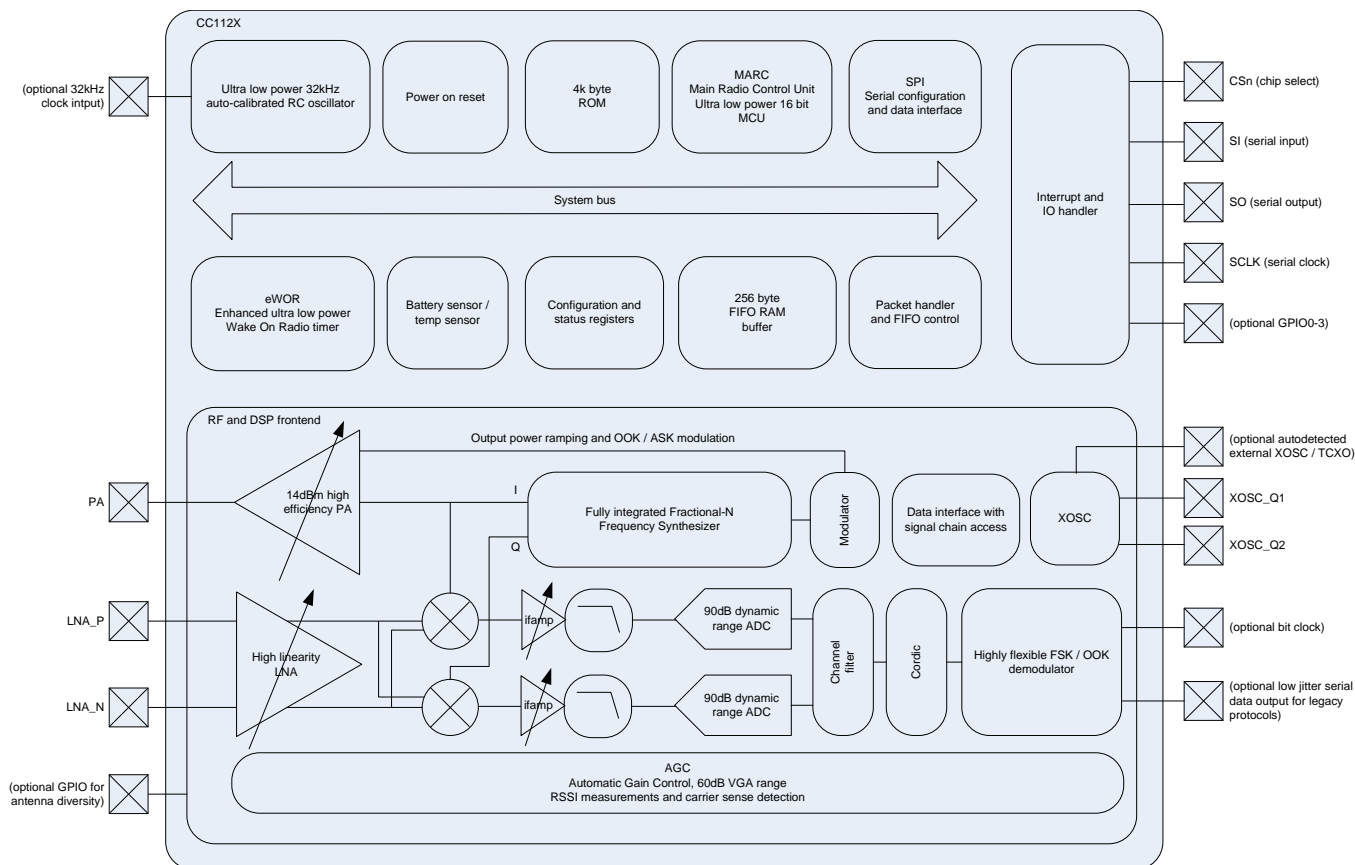 CC112X
(optional 32kHz
clock intput)
Ultra low power 32kHz
auto-calibrated RC oscillator
Power on reset
4k byte
ROM
MARC
Main Radio Control Unit
Ultra low power 16 bit
MCU
SPI
Serial configuration
and data interface
System bus
Interrupt and
IO handler
CSn (chip select)
SI (serial input)
SO (serial output)
SCLK (serial clock)
(optional GPIO0-3)
eWOR
Enhanced ultra low power
Wake On Radio timer
Battery sensor /
temp sensor
Configuration and
status registers
256 byte
FIFO RAM
buffer
Packet handler
and FIFO control
RF and DSP frontend
Output power ramping and OOK / ASK modulation
PA
14dBm high
efficiency PA
I
Q
Fully integrated Fractional-N
Frequency Synthesizer
Modulator
Data interface with
signal chain access
XOSC
(optional autodetected
external XOSC / TCXO)
XOSC_Q1
XOSC_Q2
LNA_P
LNA_N
High linearity
LNA
ifamp
90dB dynamic
range ADC
ifamp
90dB dynamic
range ADC
Channel
filter
Cordic
Highly flexible FSK / OOK
demodulator
(optional bit clock)
(optional low jitter serial
data output for legacy
protocols)
(optional GPIO for
antenna diversity)
AGC
Automatic Gain Control, 60dB VGA range
RSSI measurements and carrier sense detection